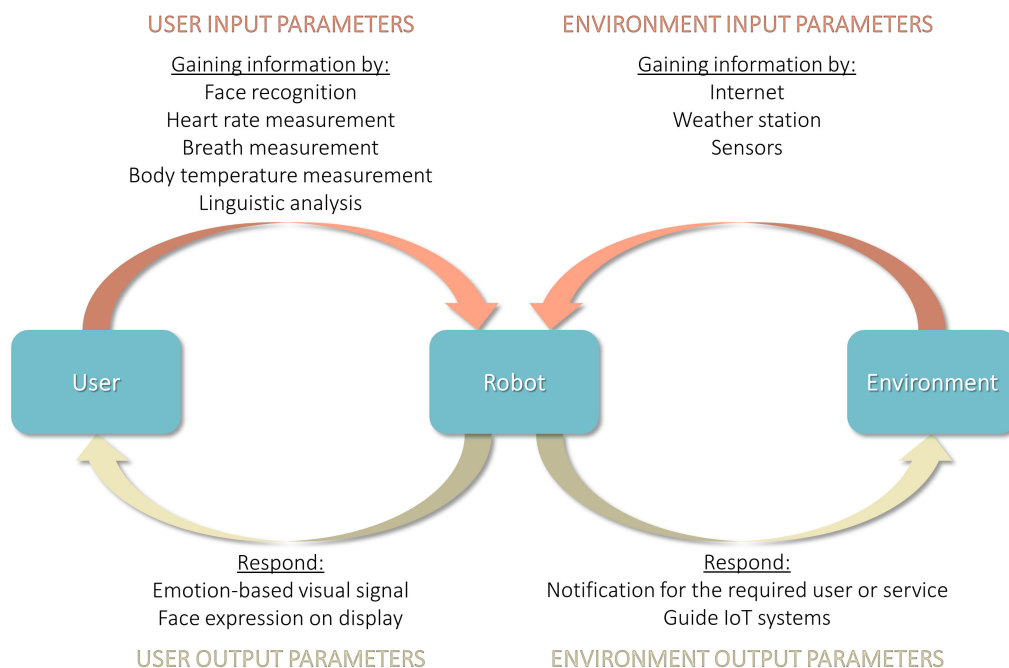 USER INPUT PARAMETERS
Gaining information by:
Face recognition
Heart rate measurement
Breath measurement
Body temperature measurement
Linguistic analysis
ENVIRONMENT INPUT PARAMETERS
Gaining information by:
Internet
Weather station
Sensors
User
Robot
Environment
Respond:
Emotion-based visual signal
Face expression on display
USER OUTPUT PARAMETERS
Respond:
Notification for the required user or service
Guide IoT systems
ENVIRONMENT OUTPUT PARAMETERS